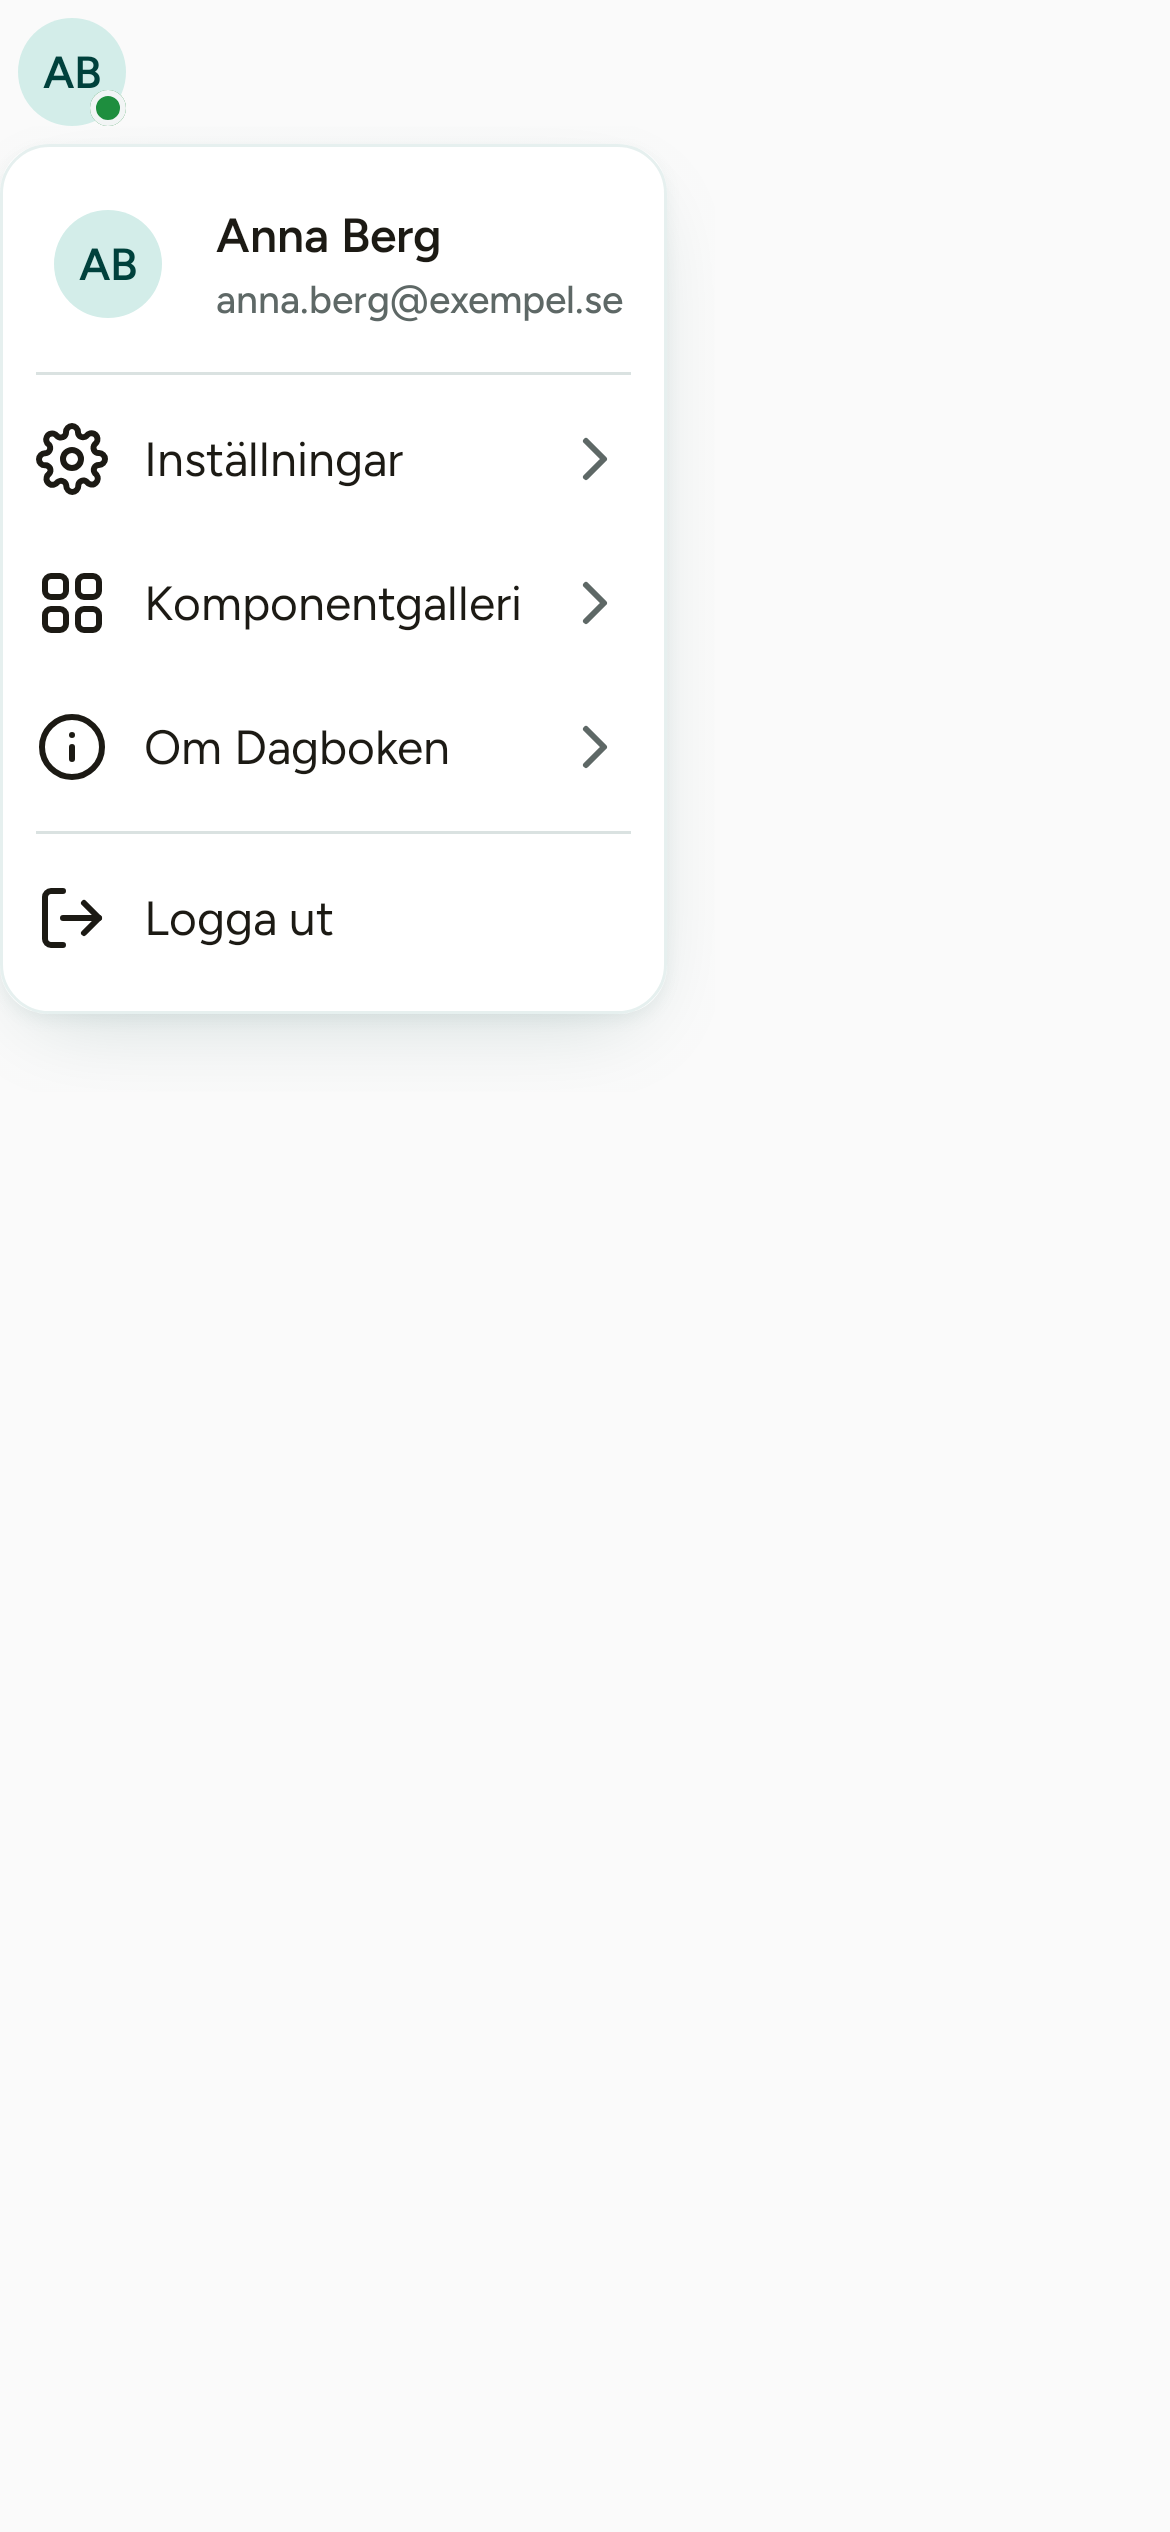 AB
AB
Anna Berg
anna.berg@exempel.se
Inställningar
Komponentgalleri
Om Dagboken
Logga ut